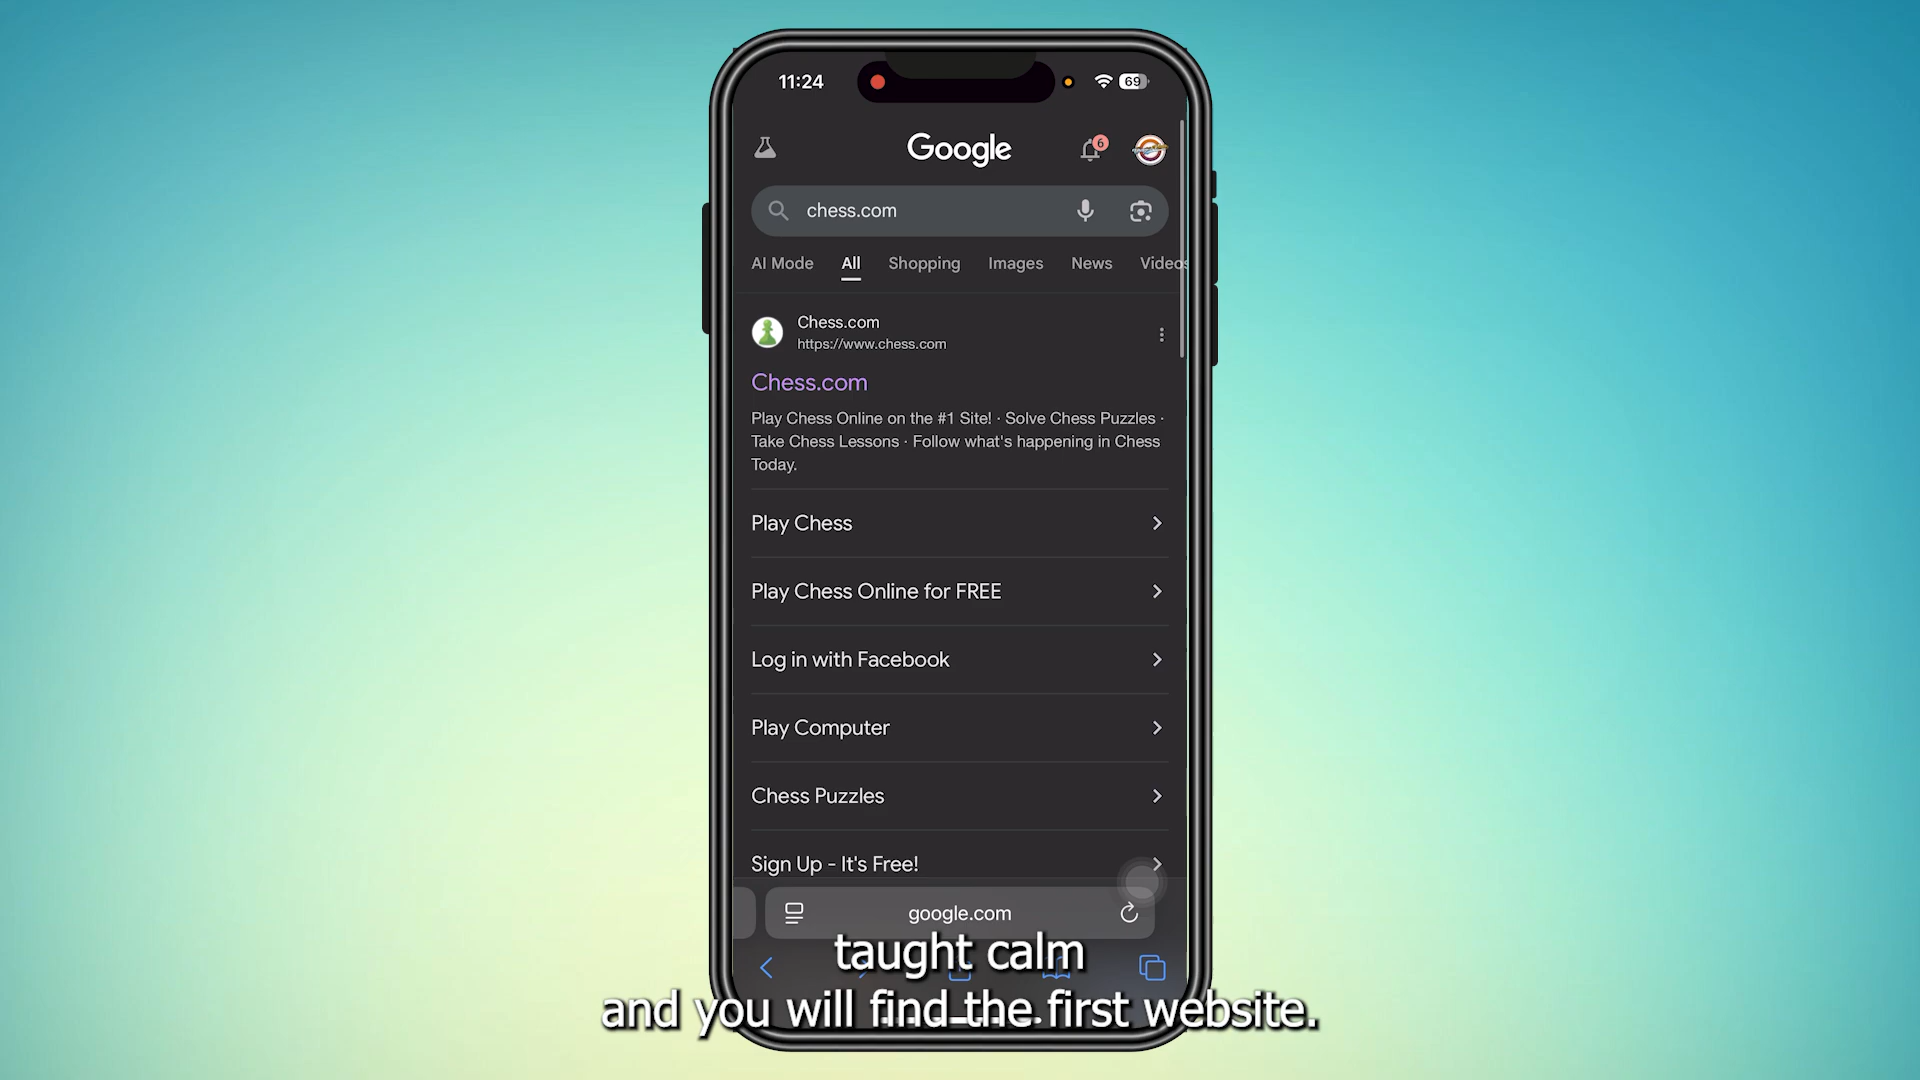 11:24
69
Google
6
chess.com
AI Mode All Shopping Images News Videos
Chess.com
https://www.chess.com
Chess.com
Play Chess Online on the #1 Site! · Solve Chess Puzzles ·
Take Chess Lessons · Follow what's happening in Chess
Today.
Play Chess
Play Chess Online for FREE
Log in with Facebook
Play Computer
Chess Puzzles
Sign Up - It's Free!
google.com
taught calm
and you will find the first website.